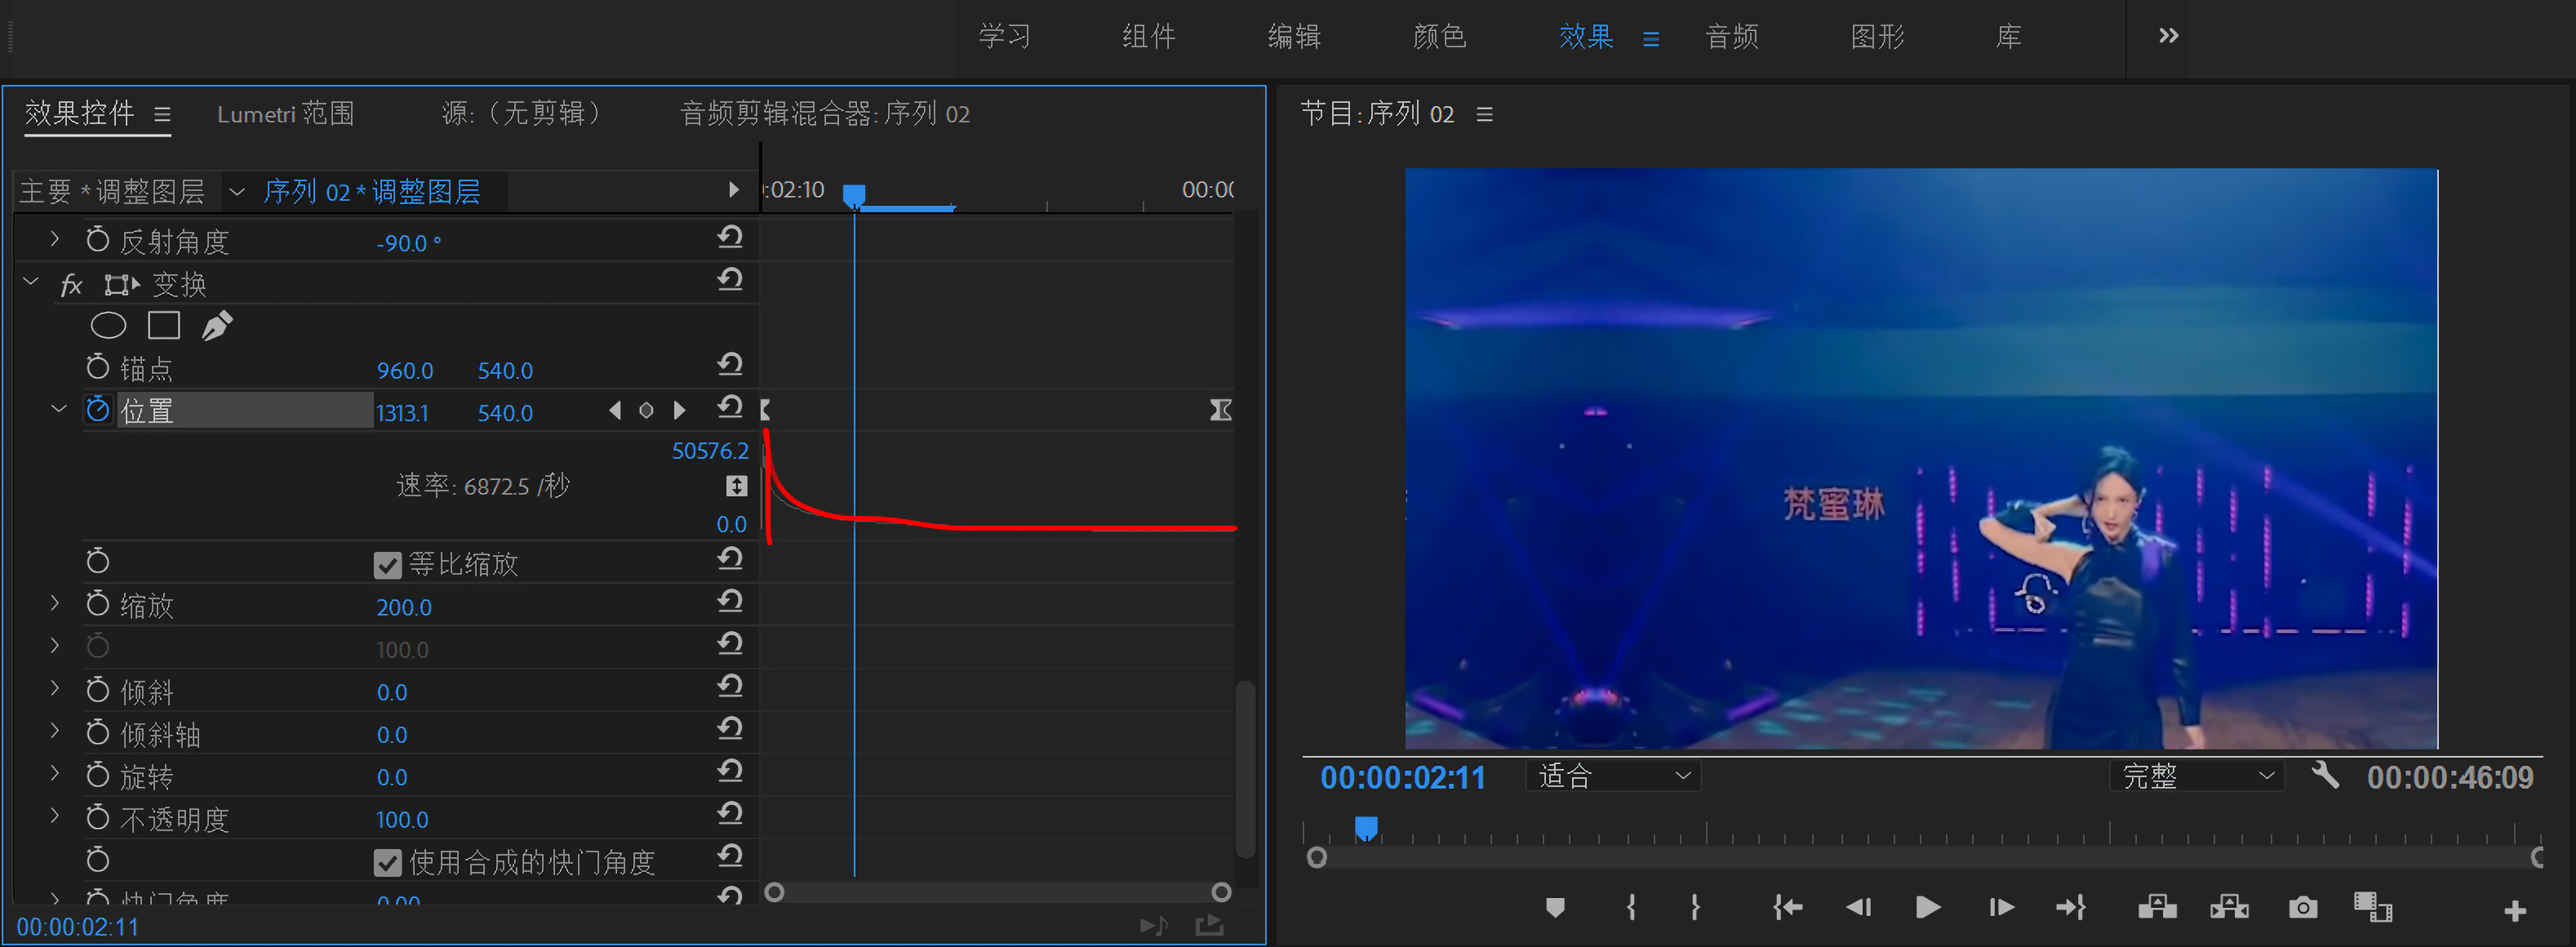 学习 组件 编辑 颜色 效果 音频 图形 库
效果控件 Lumetri 范围 源:（无剪辑） 音频剪辑混合器: 序列 02
节目: 序列 02
主要 * 调整图层 序列 02 * 调整图层 :02:10 00:00
反射角度 -90.0 °
fx 变换
锚点 960.0 540.0
位置 1313.1 540.0
50576.2
速率: 6872.5 /秒
0.0
等比缩放
缩放 200.0
100.0
倾斜 0.0
倾斜轴 0.0
旋转 0.0
不透明度 100.0
使用合成的快门角度
快门角度 0.00
00:00:02:11
梵蜜琳
00:00:02:11 适合 完整 00:00:46:09